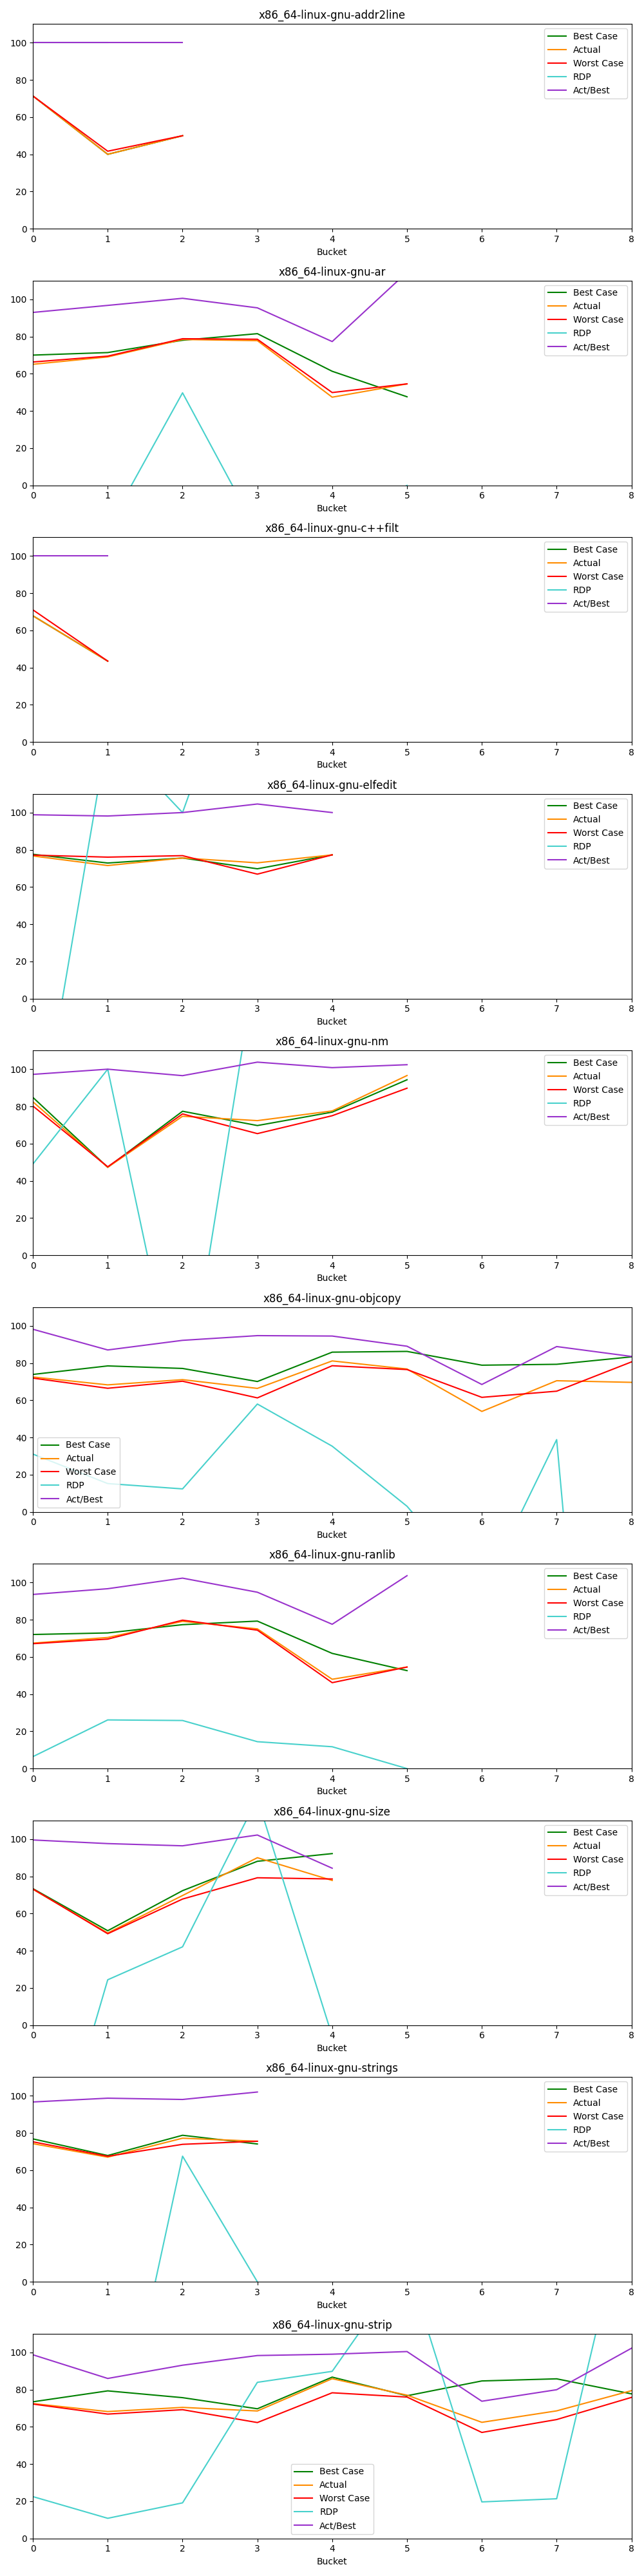 x86_64-linux-gnu-addr2line
100
80
60
40
20
0
Best Case
Actual
Worst Case
RDP
Act/Best
0 1 2 3 4 5 6 7 8
Bucket
x86_64-linux-gnu-ar
100
80
60
40
20
0
Best Case
Actual
Worst Case
RDP
Act/Best
0 1 2 3 4 5 6 7 8
Bucket
x86_64-linux-gnu-c++filt
100
80
60
40
20
0
Best Case
Actual
Worst Case
RDP
Act/Best
0 1 2 3 4 5 6 7 8
Bucket
x86_64-linux-gnu-elfedit
100
80
60
40
20
0
Best Case
Actual
Worst Case
RDP
Act/Best
0 1 2 3 4 5 6 7 8
Bucket
x86_64-linux-gnu-nm
100
80
60
40
20
0
Best Case
Actual
Worst Case
RDP
Act/Best
0 1 2 3 4 5 6 7 8
Bucket
x86_64-linux-gnu-objcopy
100
80
60
40
20
0
Best Case
Actual
Worst Case
RDP
Act/Best
0 1 2 3 4 5 6 7 8
Bucket
x86_64-linux-gnu-ranlib
100
80
60
40
20
0
Best Case
Actual
Worst Case
RDP
Act/Best
0 1 2 3 4 5 6 7 8
Bucket
x86_64-linux-gnu-size
100
80
60
40
20
0
Best Case
Actual
Worst Case
RDP
Act/Best
0 1 2 3 4 5 6 7 8
Bucket
x86_64-linux-gnu-strings
100
80
60
40
20
0
Best Case
Actual
Worst Case
RDP
Act/Best
0 1 2 3 4 5 6 7 8
Bucket
x86_64-linux-gnu-strip
100
80
60
40
20
0
Best Case
Actual
Worst Case
RDP
Act/Best
0 1 2 3 4 5 6 7 8
Bucket